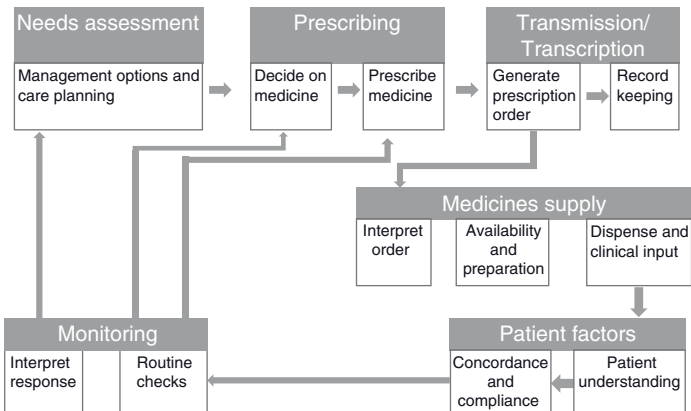 Needs assessment
Management options and
care planning
Prescribing
Decide on
medicine
Prescribe
medicine
Transmission/
Transcription
Generate
prescription
order
Record
keeping
Medicines supply
Interpret
order
Availability
and
preparation
Dispense and
clinical input
Monitoring
Interpret
response
Routine
checks
Patient factors
Concordance
and
compliance
Patient
understanding